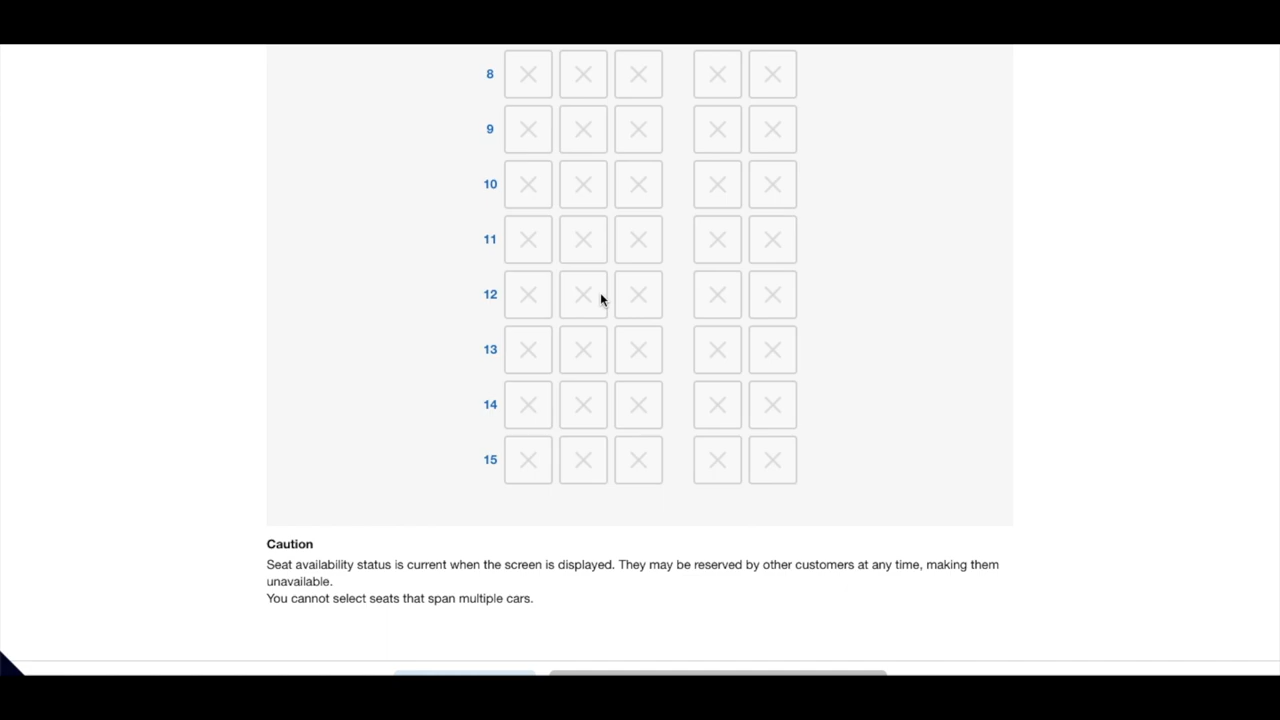 8
9
10
11
12
13
14
15
Caution
Seat availability status is current when the screen is displayed. They may be reserved by other customers at any time, making them
unavailable.
You cannot select seats that span multiple cars.